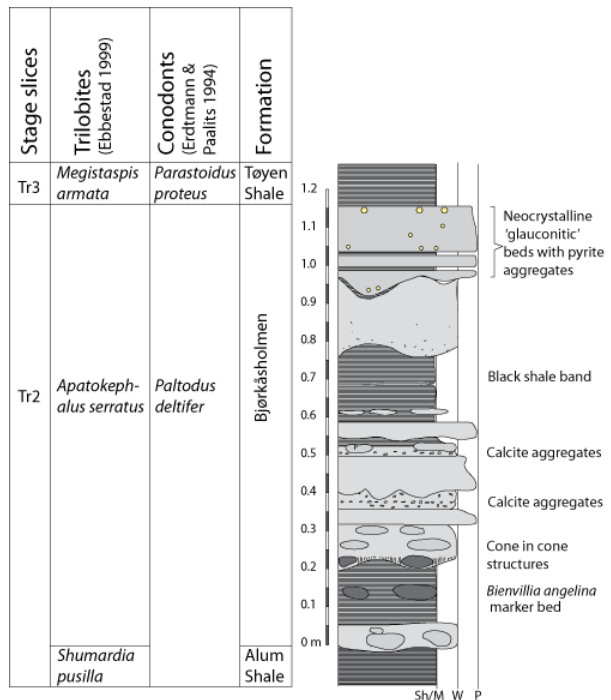 Stage slices
Trilobites
(Ebbestad 1999)
Conodonts
(Erdtmann &
Paalits 1994)
Formation
Tr3
Megistaspis
armata
Parastoidus
proteus
Tøyen
Shale
Tr2
Apatokeph-
alus serratus
Paltodus
deltifer
Bjørkåsholmen
Shumardia
pusilla
Alum
Shale
1.2
1.1
1.0
0.9
0.8
0.7
0.6
0.5
0.4
0.3
0.2
0.1
0 m
Neocrystalline
'glauconitic'
beds with pyrite
aggregates
Black shale band
Calcite aggregates
Calcite aggregates
Cone in cone
structures
Bienvillia angelina
marker bed
Sh/M W P